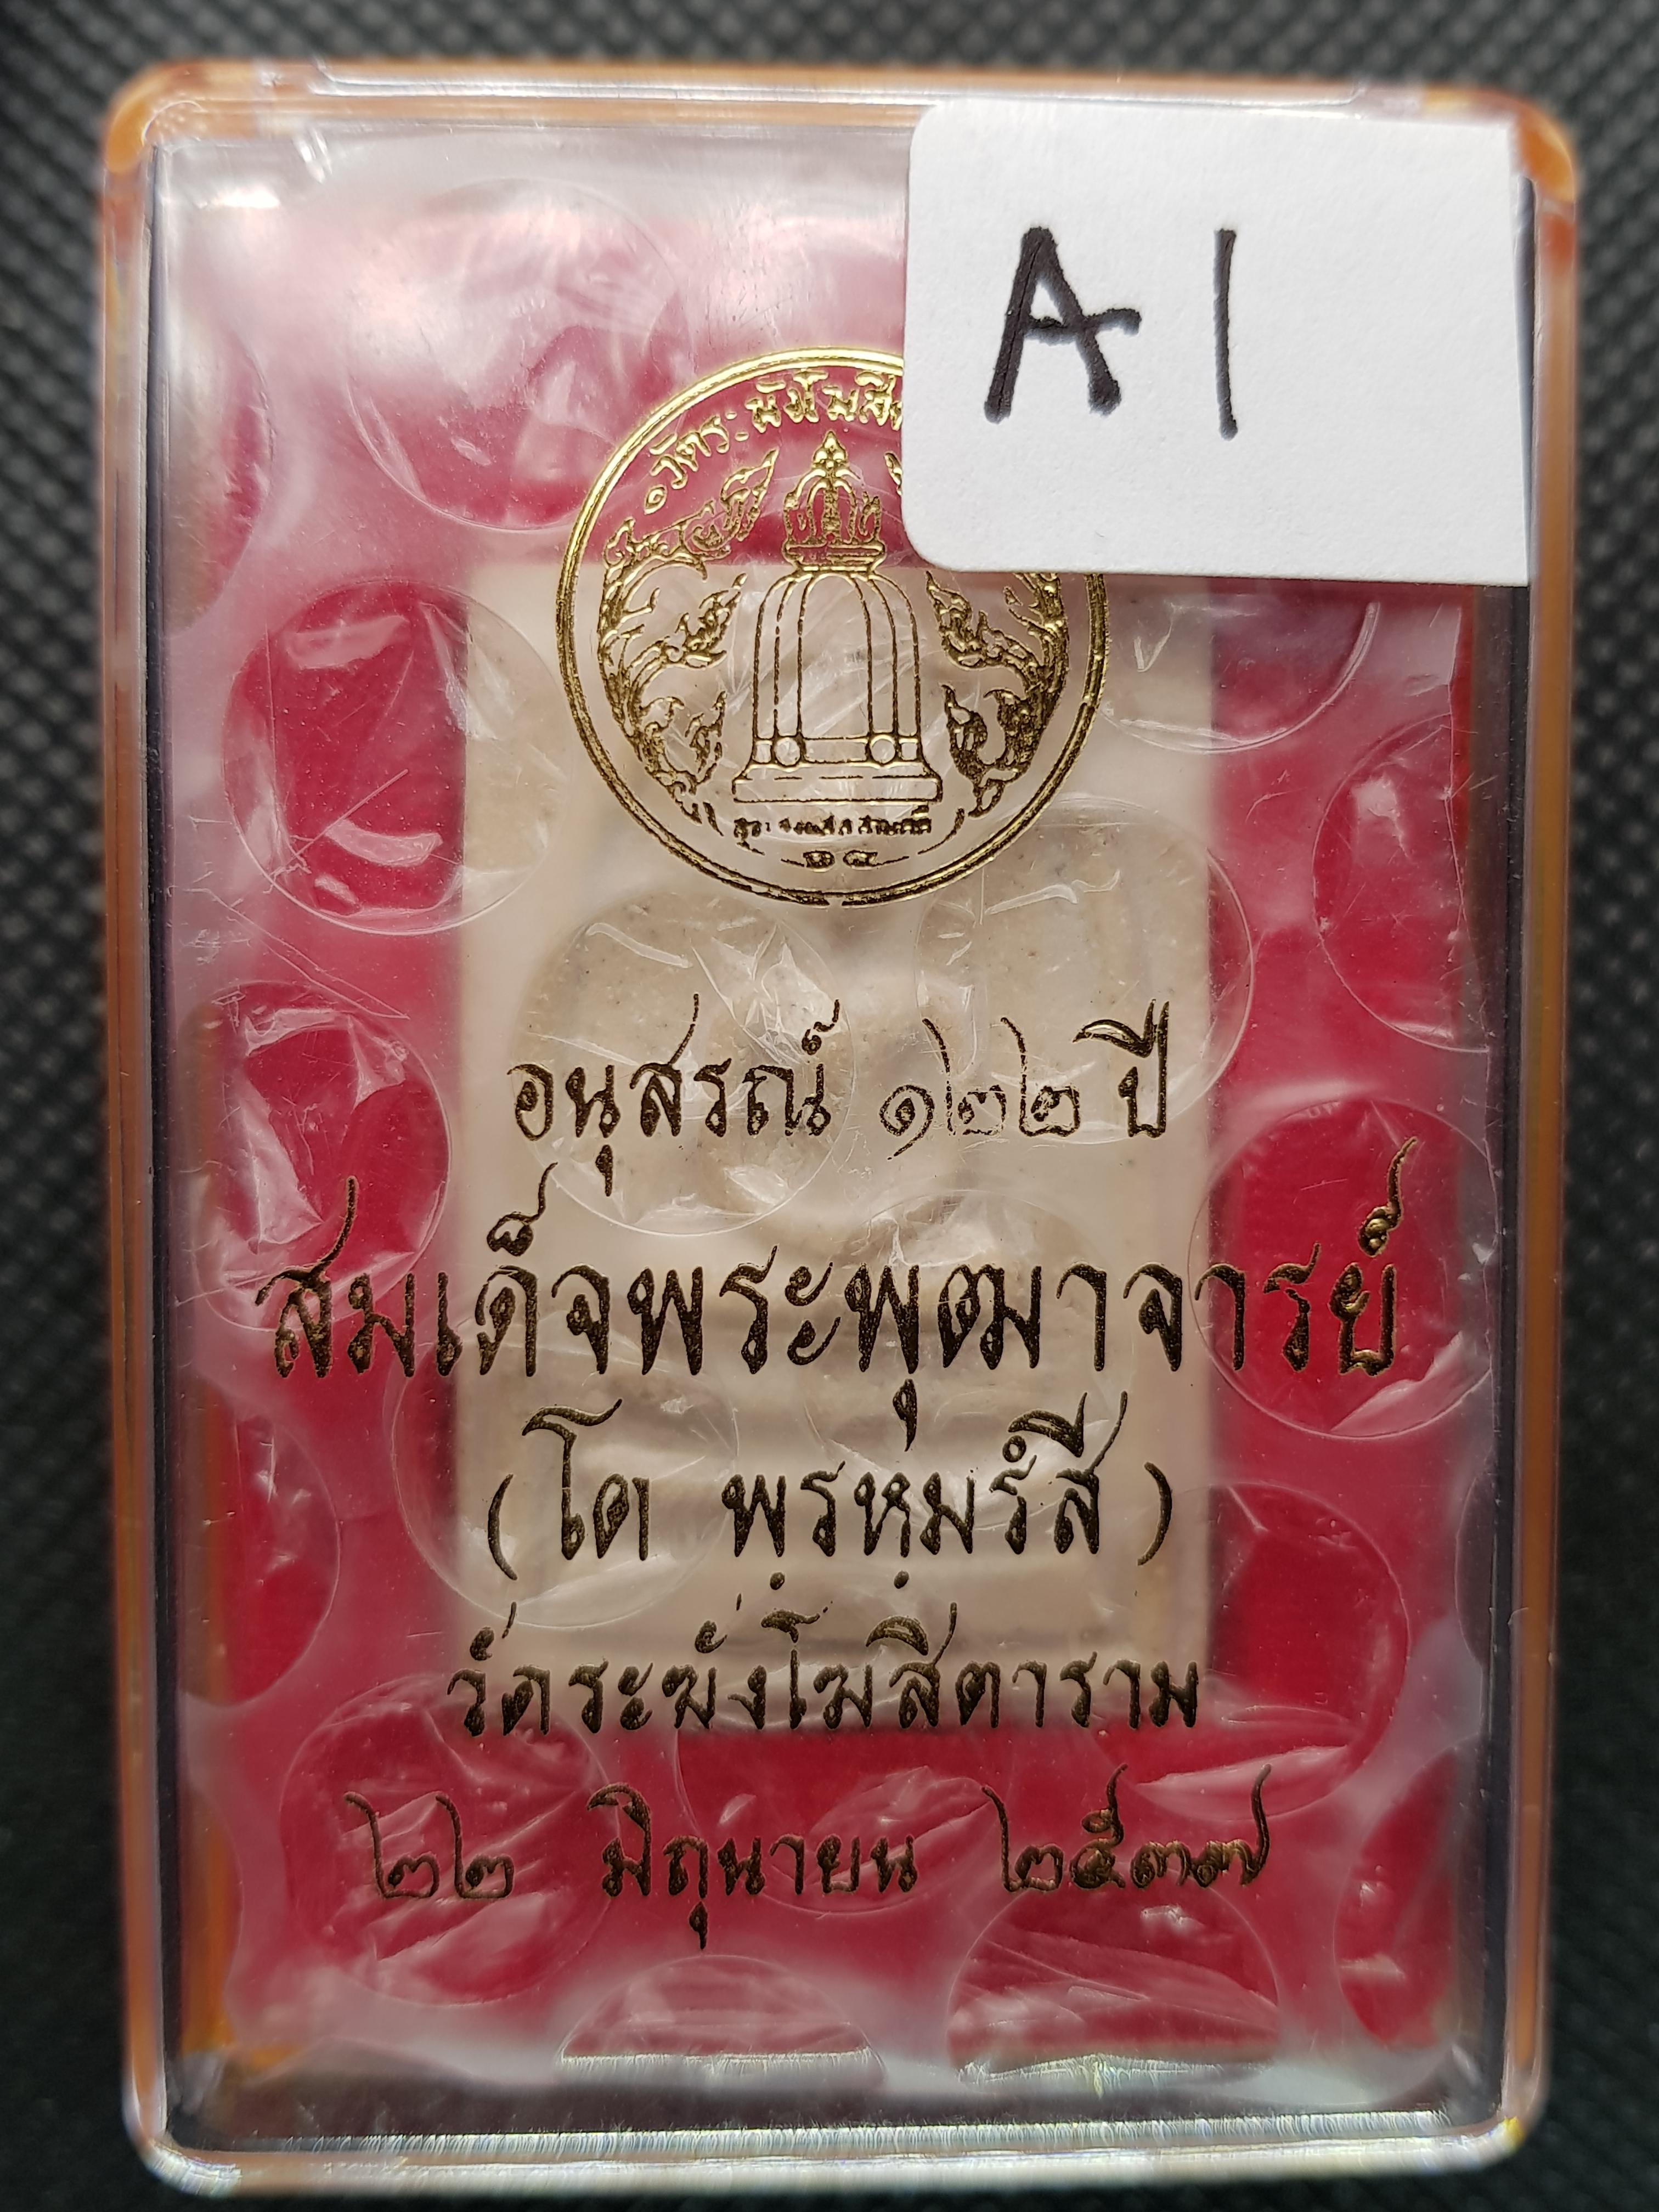 A1
อนุสรณ์ ๑๒๒ ปี
สมเด็จพระพุฒาจารย์
(โต พฺรหฺมรํสี)
วัดระฆังโฆสิตาราม
๒๒ มิถุนายน ๒๕๓๗